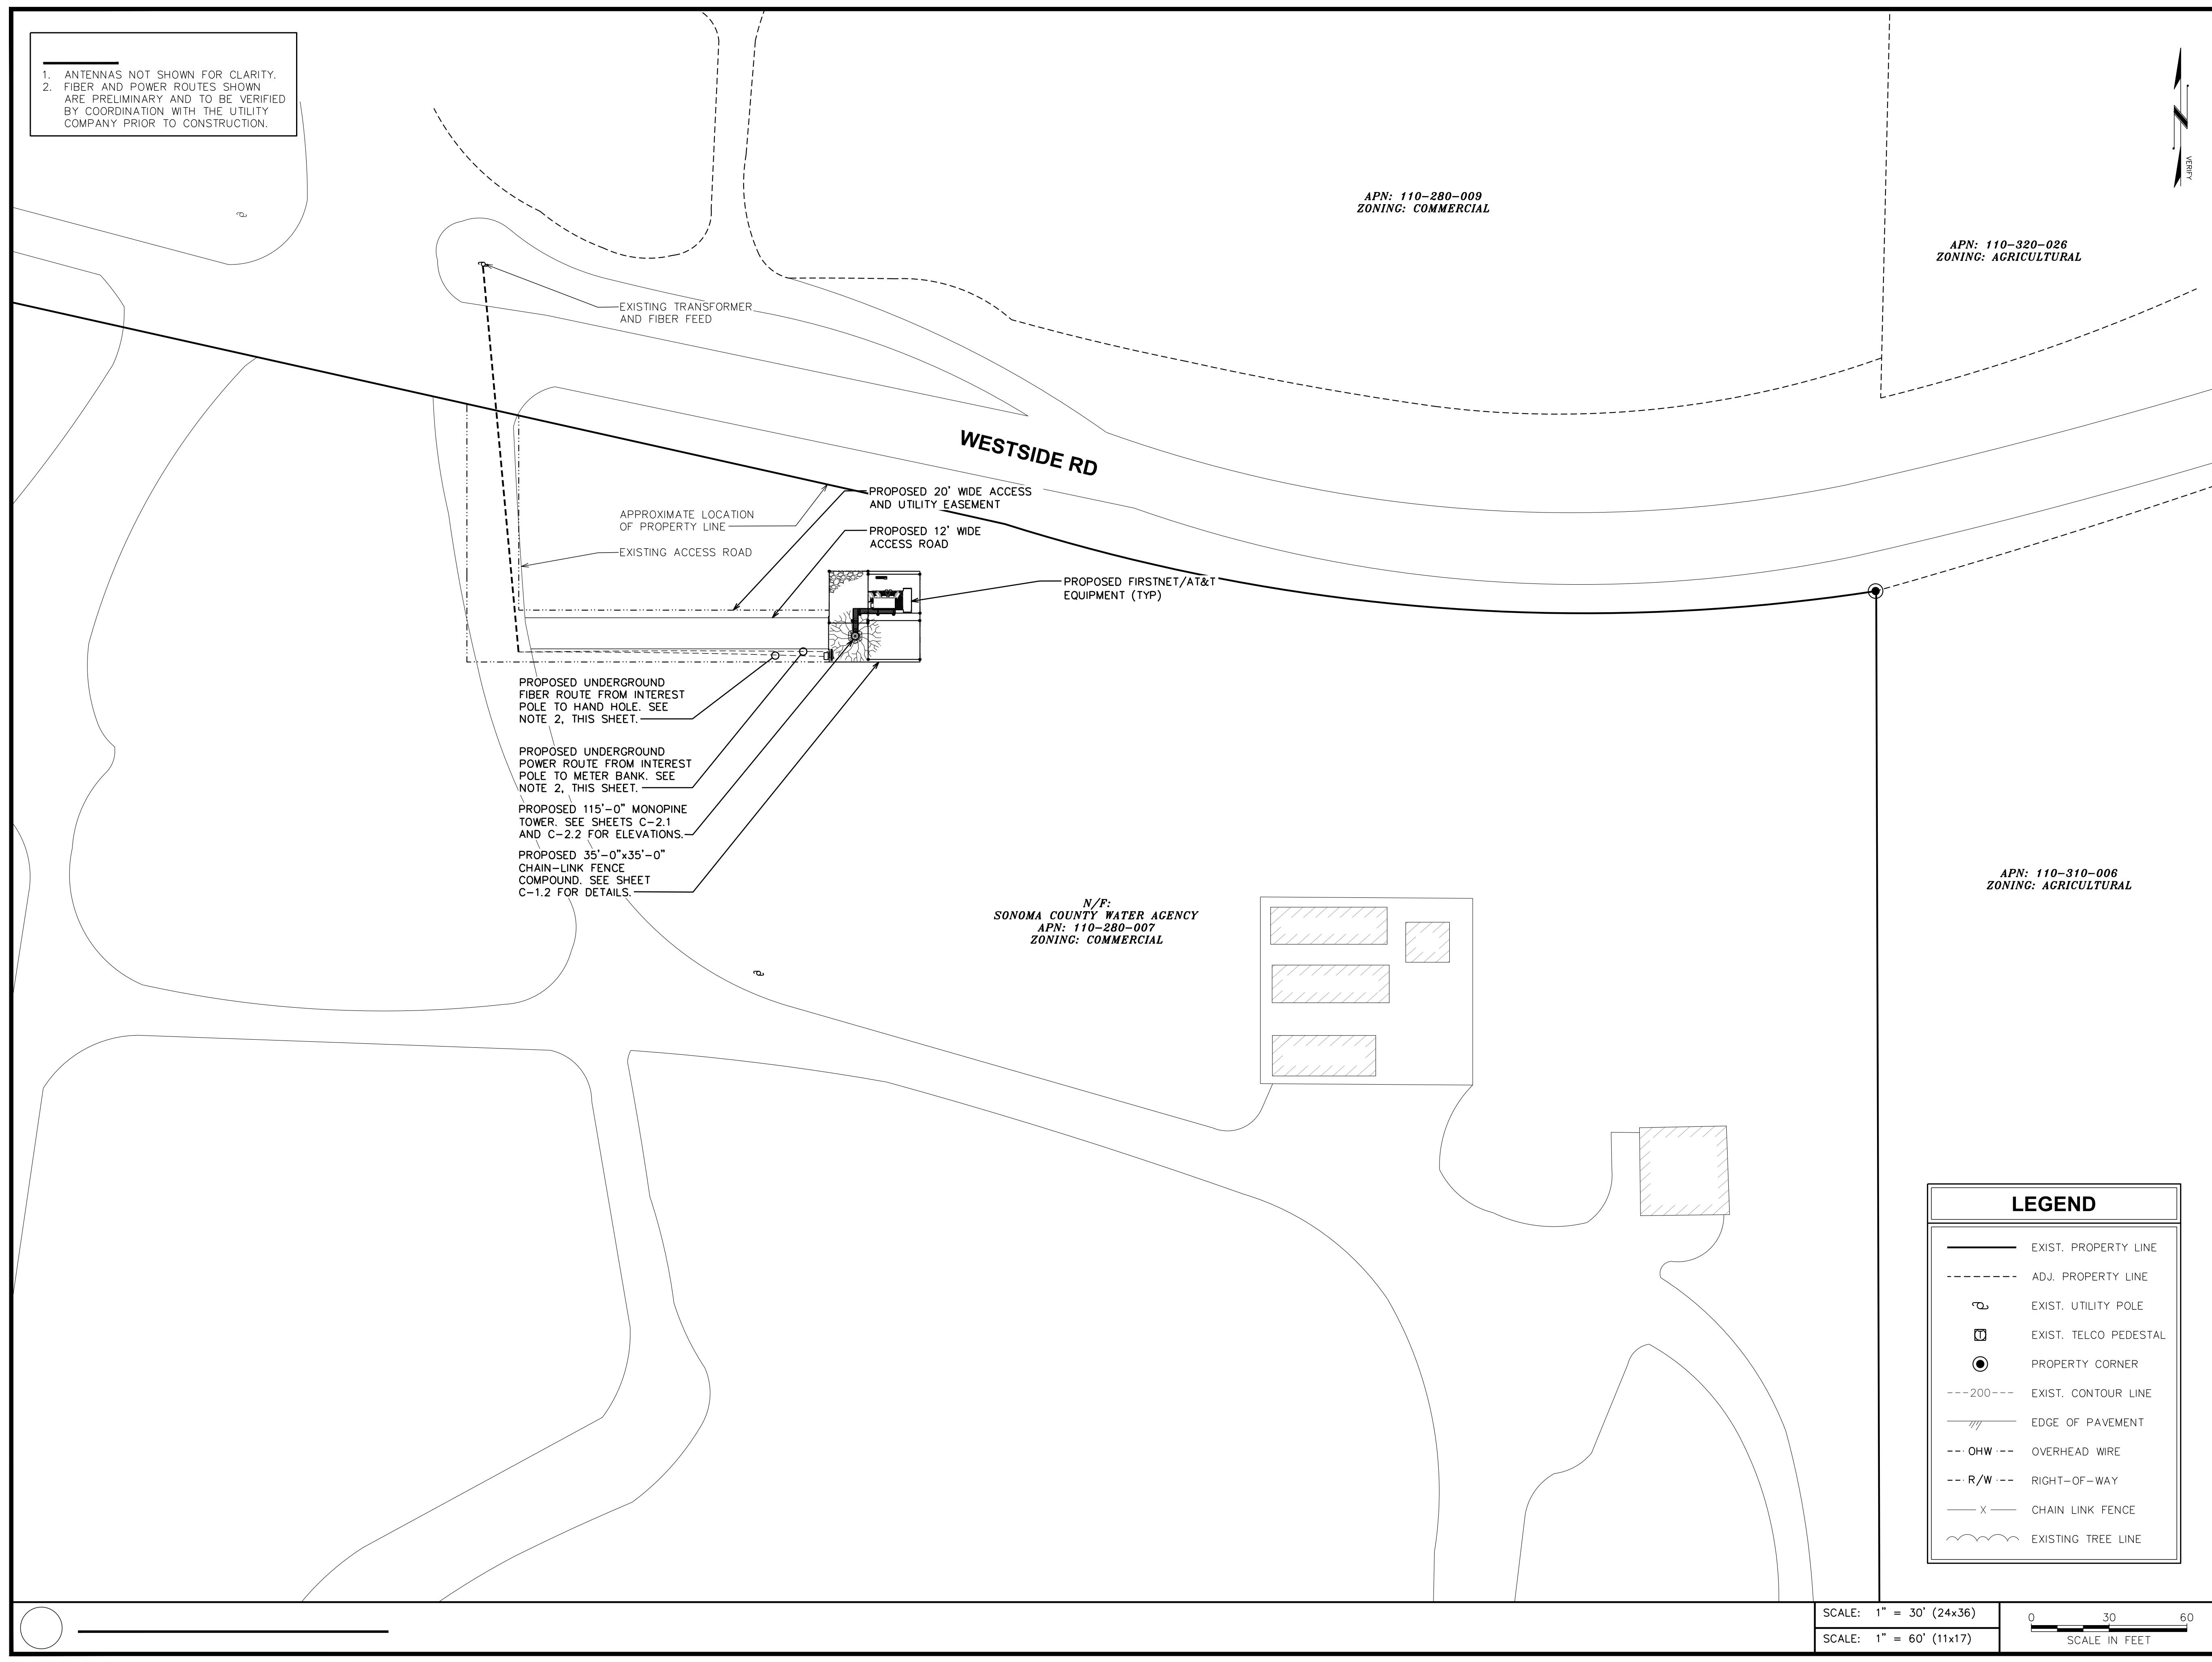 1. ANTENNAS NOT SHOWN FOR CLARITY.
2. FIBER AND POWER ROUTES SHOWN
ARE PRELIMINARY AND TO BE VERIFIED
BY COORDINATION WITH THE UTILITY
COMPANY PRIOR TO CONSTRUCTION.
VERIFY
APN: 110-280-009
ZONING: COMMERCIAL
APN: 110-320-026
ZONING: AGRICULTURAL
EXISTING TRANSFORMER
AND FIBER FEED
WESTSIDE RD
PROPOSED 20' WIDE ACCESS
AND UTILITY EASEMENT
APPROXIMATE LOCATION
OF PROPERTY LINE
PROPOSED 12' WIDE
ACCESS ROAD
EXISTING ACCESS ROAD
PROPOSED FIRSTNET/AT&T
EQUIPMENT (TYP)
PROPOSED UNDERGROUND
FIBER ROUTE FROM INTEREST
POLE TO HAND HOLE. SEE
NOTE 2, THIS SHEET.
PROPOSED UNDERGROUND
POWER ROUTE FROM INTEREST
POLE TO METER BANK. SEE
NOTE 2, THIS SHEET.
PROPOSED 115'-0" MONOPINE
TOWER. SEE SHEETS C-2.1
AND C-2.2 FOR ELEVATIONS.
PROPOSED 35'-0"x35'-0"
CHAIN-LINK FENCE
COMPOUND. SEE SHEET
C-1.2 FOR DETAILS.
N/F:
SONOMA COUNTY WATER AGENCY
APN: 110-280-007
ZONING: COMMERCIAL
APN: 110-310-006
ZONING: AGRICULTURAL
LEGEND
EXIST. PROPERTY LINE
ADJ. PROPERTY LINE
EXIST. UTILITY POLE
T EXIST. TELCO PEDESTAL
PROPERTY CORNER
---200--- EXIST. CONTOUR LINE
EDGE OF PAVEMENT
OHW OVERHEAD WIRE
R/W RIGHT-OF-WAY
X CHAIN LINK FENCE
EXISTING TREE LINE
SCALE: 1" = 30' (24x36)
SCALE: 1" = 60' (11x17)
0 30 60
SCALE IN FEET